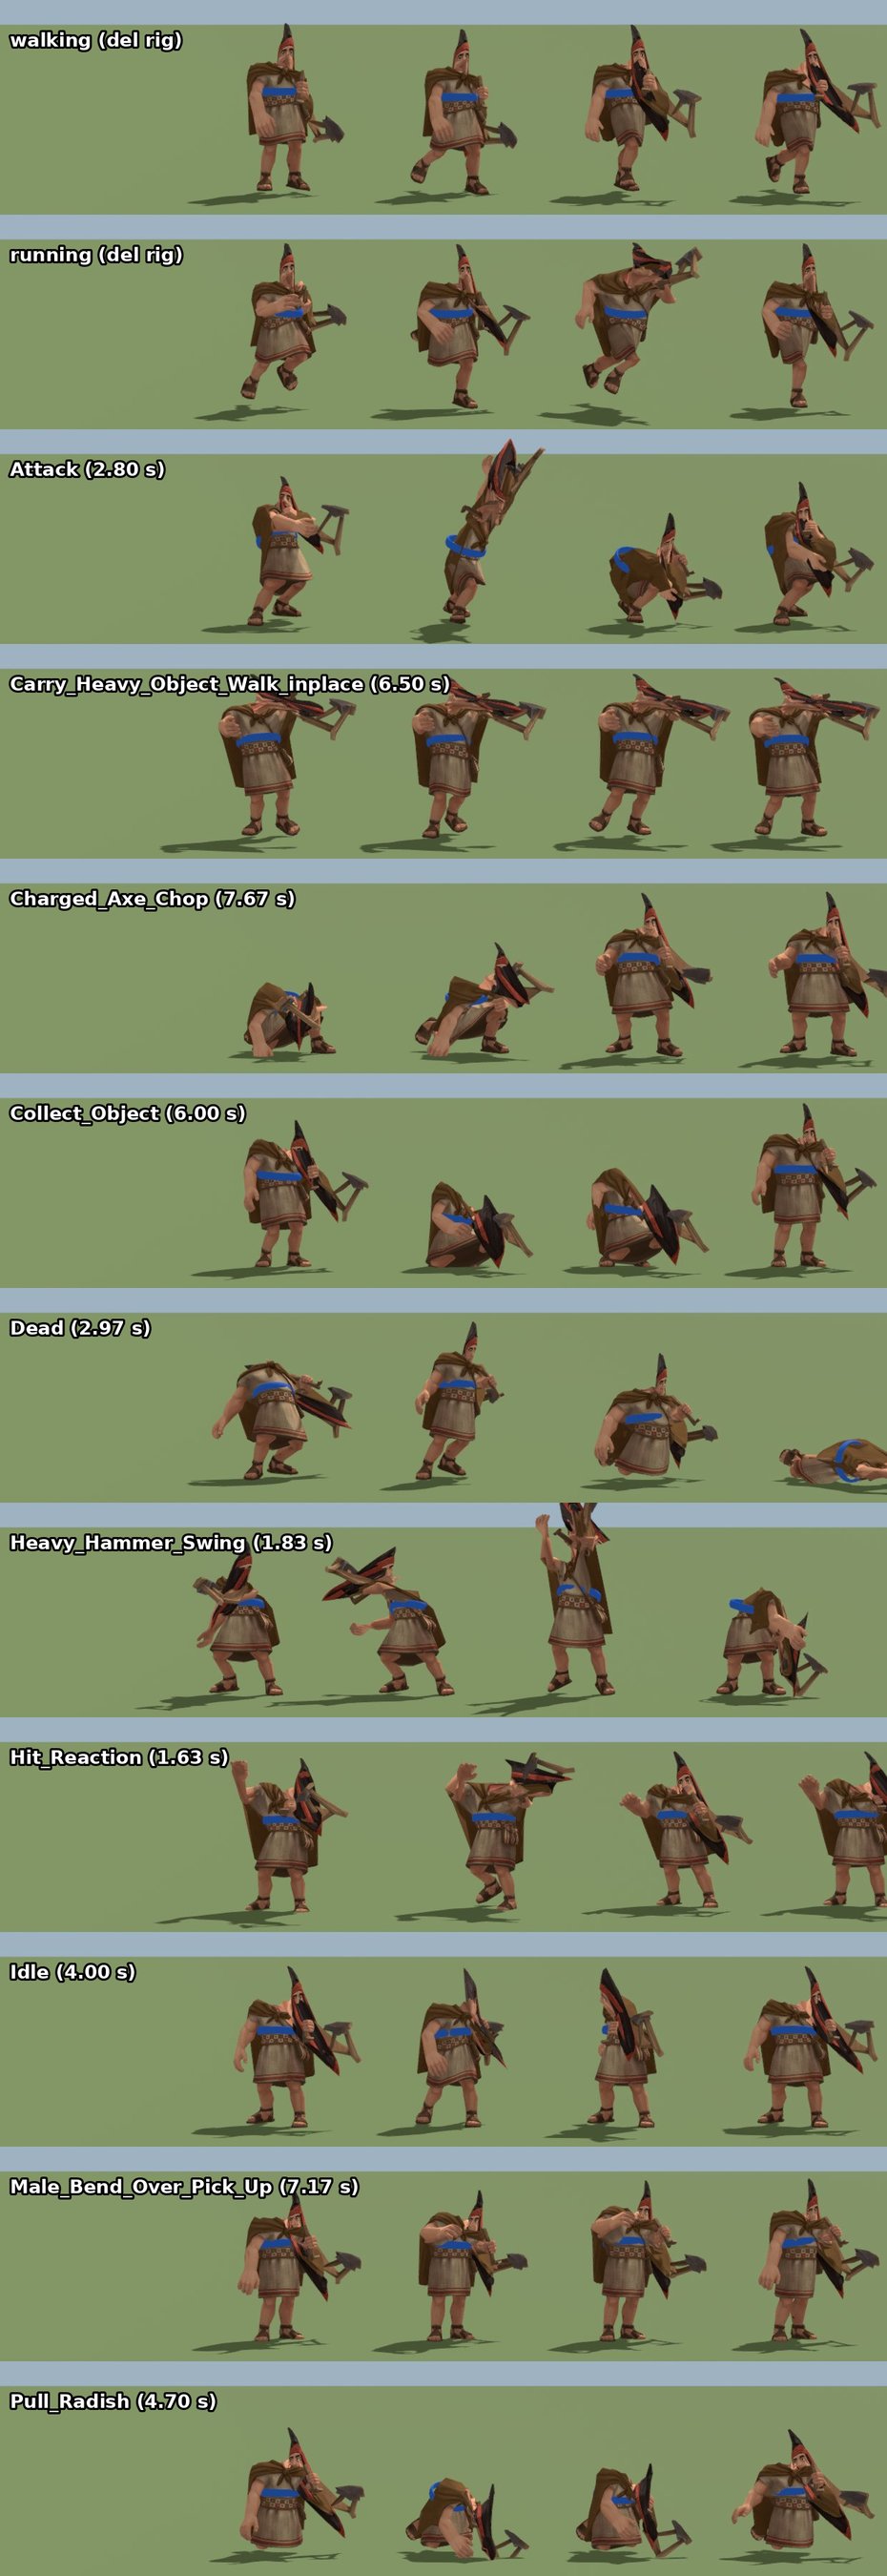 walking (del rig)
running (del rig)
Attack (2.80 s)
Carry_Heavy_Object_Walk_inplace (6.50 s)
Charged_Axe_Chop (7.67 s)
Collect_Object (6.00 s)
Dead (2.97 s)
Heavy_Hammer_Swing (1.83 s)
Hit_Reaction (1.63 s)
Idle (4.00 s)
Male_Bend_Over_Pick_Up (7.17 s)
Pull_Radish (4.70 s)